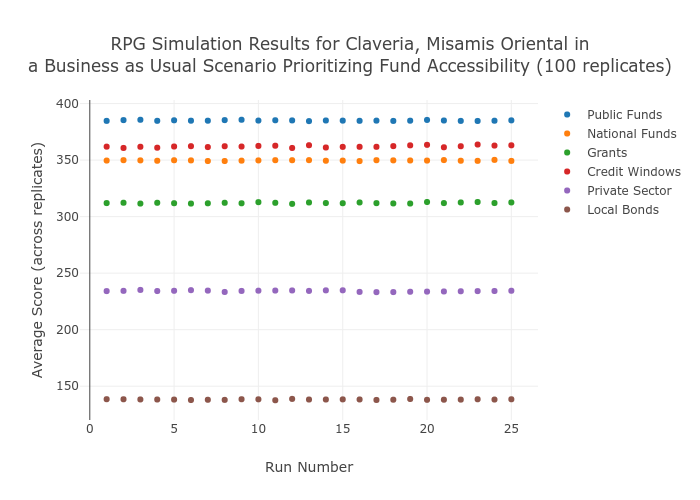 RPG Simulation Results for Claveria, Misamis Oriental in
a Business as Usual Scenario Prioritizing Fund Accessibility (100 replicates)
Average Score (across replicates)
400
350
300
250
200
150
0
5
10
15
20
25
Run Number
Public Funds
National Funds
Grants
Credit Windows
Private Sector
Local Bonds